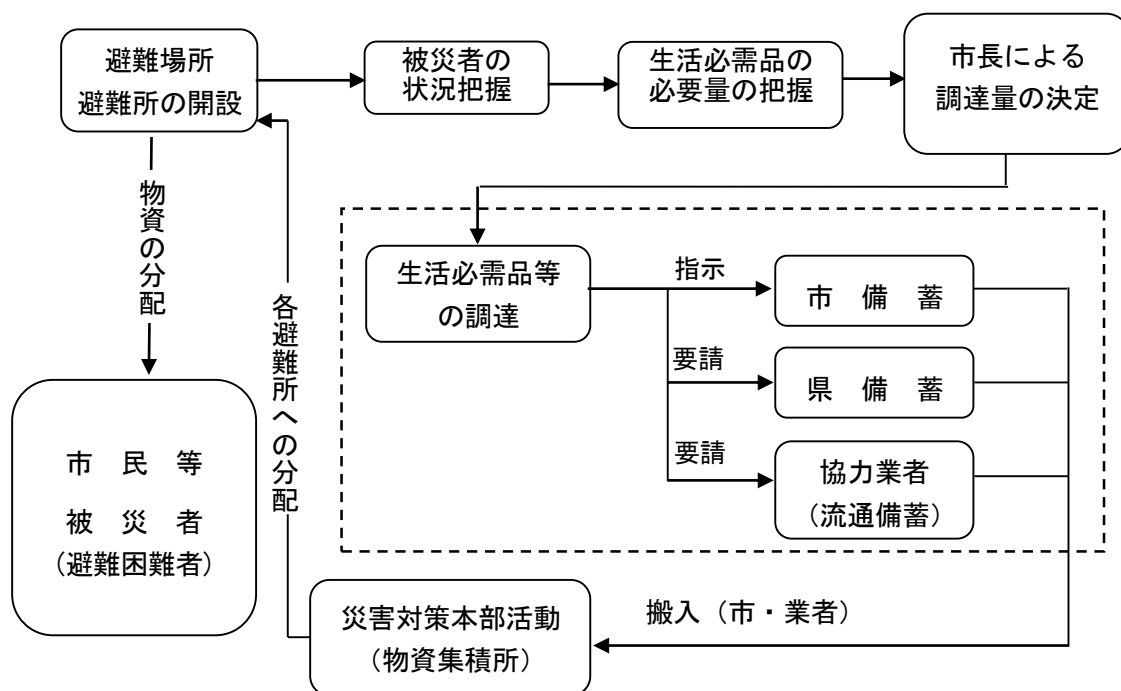 避難場所
避難所の開設
被災者の
状況把握
生活必需品の
必要量の把握
市長による
調達量の決定
物資の分配
各避難所への分配
生活必需品等
の調達
指示
市　備　蓄
要請
県　備　蓄
要請
協力業者
（流通備蓄）
市　民　等
被　災　者
（避難困難者）
災害対策本部活動
（物資集積所）
搬入（市・業者）